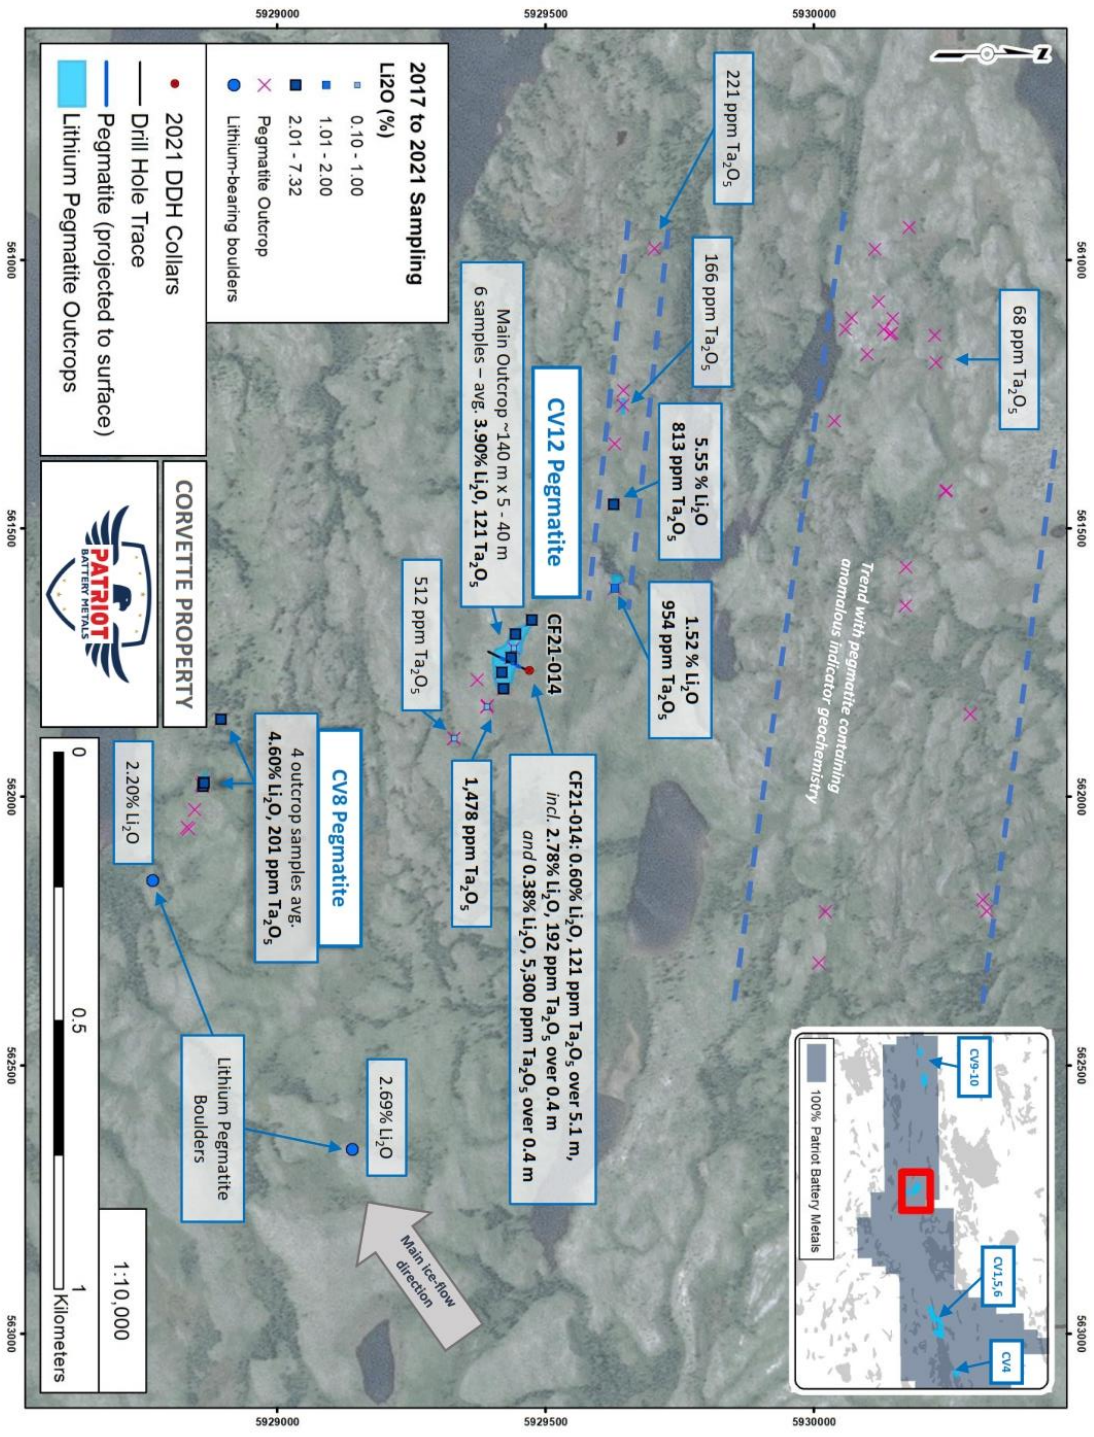 5929000
5929500
5930000
561000
561500
562000
562500
563000
N
2017 to 2021 Sampling
Li2O (%)
0.10 - 1.00
1.01 - 2.00
2.01 - 7.32
Pegmatite Outcrop
Lithium-bearing boulders
2021 DDH Collars
Drill Hole Trace
Pegmatite (projected to surface)
Lithium Pegmatite Outcrops
221 ppm Ta2O5
166 ppm Ta2O5
68 ppm Ta2O5
5.55 % Li2O
813 ppm Ta2O5
1.52 % Li2O
954 ppm Ta2O5
Trend with pegmatite containing
anomalous indicator geochemistry
CV12 Pegmatite
Main Outcrop ~140 m x 5 - 40 m
6 samples – avg. 3.90% Li2O, 121 Ta2O5
CF21-014
CF21-014: 0.60% Li2O, 121 ppm Ta2O5 over 5.1 m,
incl. 2.78% Li2O, 192 ppm Ta2O5 over 0.4 m
and 0.38% Li2O, 5,300 ppm Ta2O5 over 0.4 m
512 ppm Ta2O5
1,478 ppm Ta2O5
CV8 Pegmatite
4 outcrop samples avg.
4.60% Li2O, 201 ppm Ta2O5
2.20% Li2O
2.69% Li2O
Lithium Pegmatite
Boulders
Main ice-flow
direction
CV9-10
CV1,5,6
CV4
100% Patriot Battery Metals
CORVETTE PROPERTY
PATRIOT
BATTERY METALS
1:10,000
0
0.5
1
Kilometers
561000
561500
562000
562500
563000
5929000
5929500
5930000